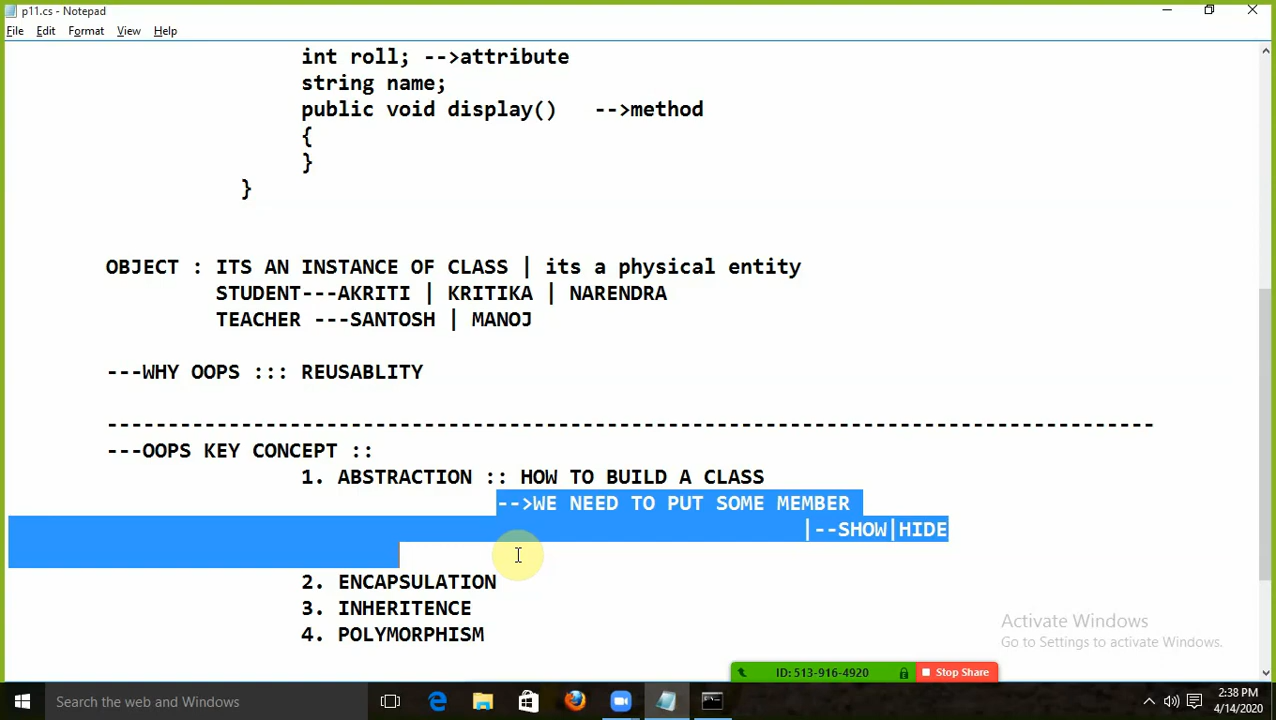 p11.cs - Notepad
File Edit Format View Help
int roll; -->attribute
string name;
public void display() -->method
{
}
}
OBJECT : ITS AN INSTANCE OF CLASS | its a physical entity
STUDENT---AKRITI | KRITIKA | NARENDRA
TEACHER ---SANTOSH | MANOJ
---WHY OOPS ::: REUSABLITY
--------------------------------------------------------------------------------------
---OOPS KEY CONCEPT ::
1. ABSTRACTION :: HOW TO BUILD A CLASS
-->WE NEED TO PUT SOME MEMBER
|--SHOW|HIDE
2. ENCAPSULATION
3. INHERITENCE
4. POLYMORPHISM
Activate Windows
Go to Settings to activate Windows.
ID: 513-916-4920 Stop Share
Search the web and Windows
2:38 PM
4/14/2020